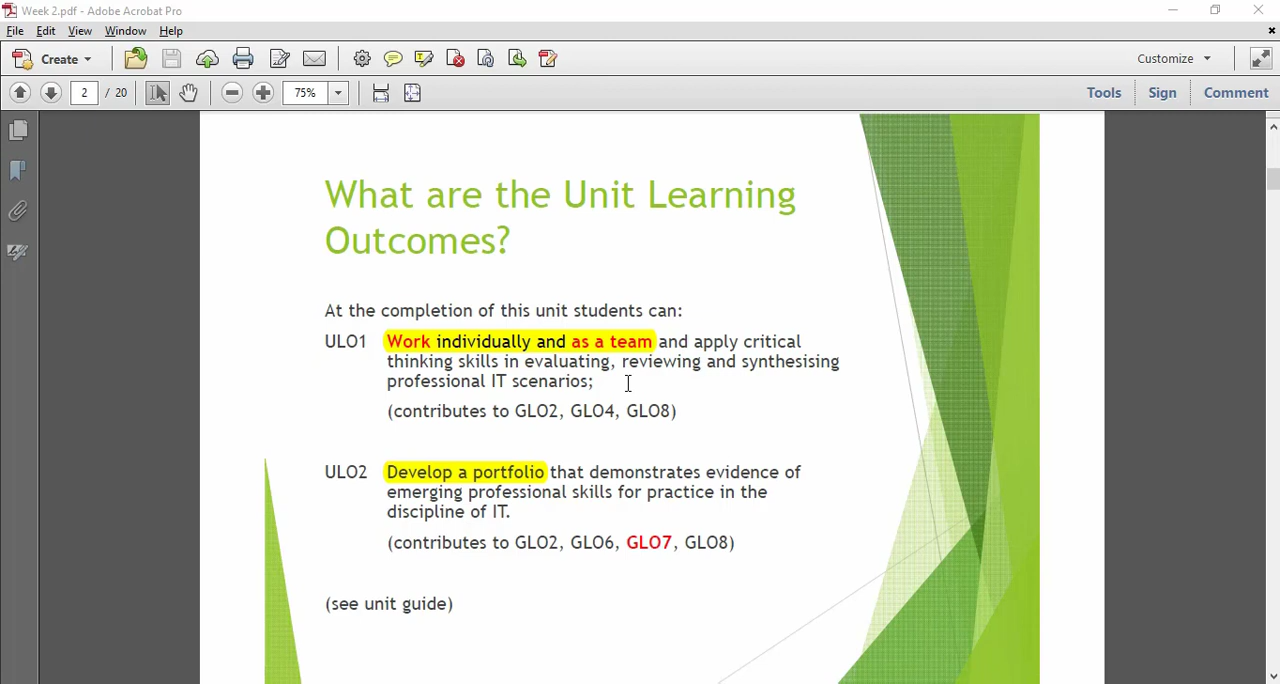 Week 2.pdf - Adobe Acrobat Pro
File Edit View Window Help
Create Customize
2 / 20 75% Tools Sign Comment
What are the Unit Learning
Outcomes?
At the completion of this unit students can:
ULO1 Work individually and as a team and apply critical
thinking skills in evaluating, reviewing and synthesising
professional IT scenarios;
(contributes to GLO2, GLO4, GLO8)
ULO2 Develop a portfolio that demonstrates evidence of
emerging professional skills for practice in the
discipline of IT.
(contributes to GLO2, GLO6, GLO7, GLO8)
(see unit guide)